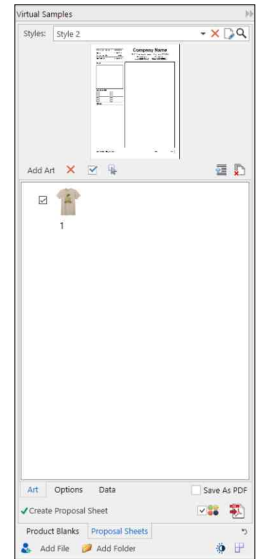 Virtual Samples
Styles: Style 2
Company Name
Add Art
1
Art Options Data Save As PDF
Create Proposal Sheet
Product Blanks Proposal Sheets
Add File Add Folder